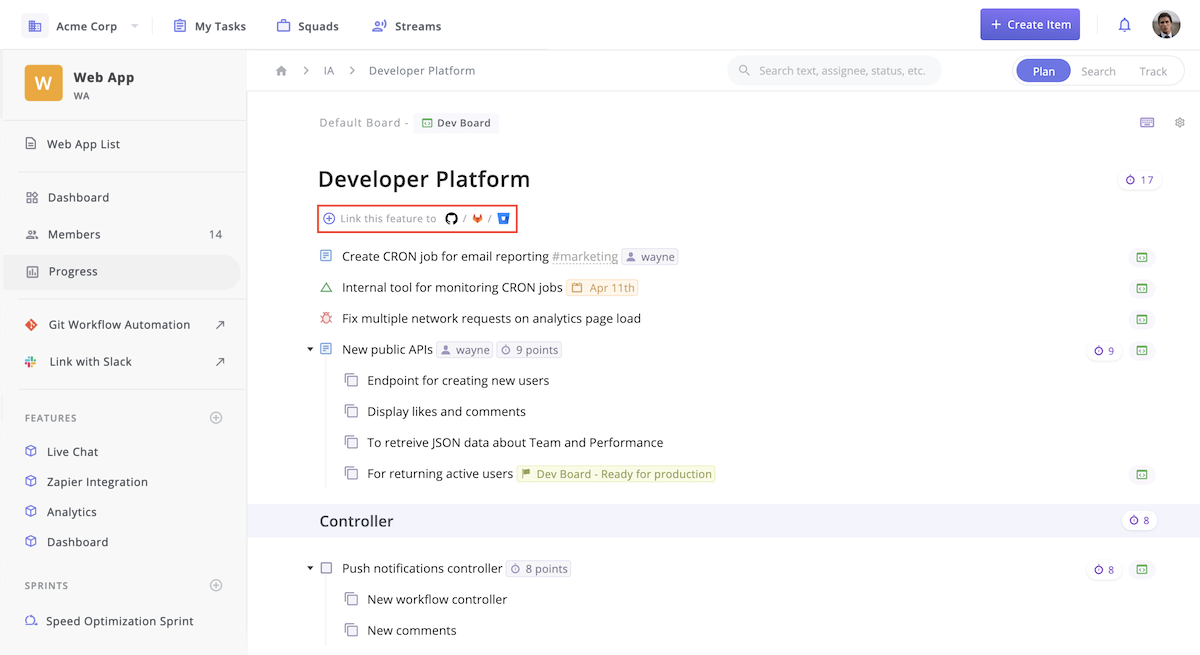 Acme Corp
My Tasks
Squads
Streams
+ Create Item
W
Web App
WA
IA
Developer Platform
Search text, assignee, status, etc.
Plan
Search
Track
Web App List
Dashboard
Members 14
Progress
Git Workflow Automation
Link with Slack
FEATURES
Live Chat
Zapier Integration
Analytics
Dashboard
SPRINTS
Speed Optimization Sprint
Default Board - Dev Board
Developer Platform 17
Link this feature to / /
Create CRON job for email reporting #marketing wayne
Internal tool for monitoring CRON jobs Apr 11th
Fix multiple network requests on analytics page load
New public APIs wayne 9 points 9
Endpoint for creating new users
Display likes and comments
To retreive JSON data about Team and Performance
For returning active users Dev Board - Ready for production
Controller 8
Push notifications controller 8 points 8
New workflow controller
New comments